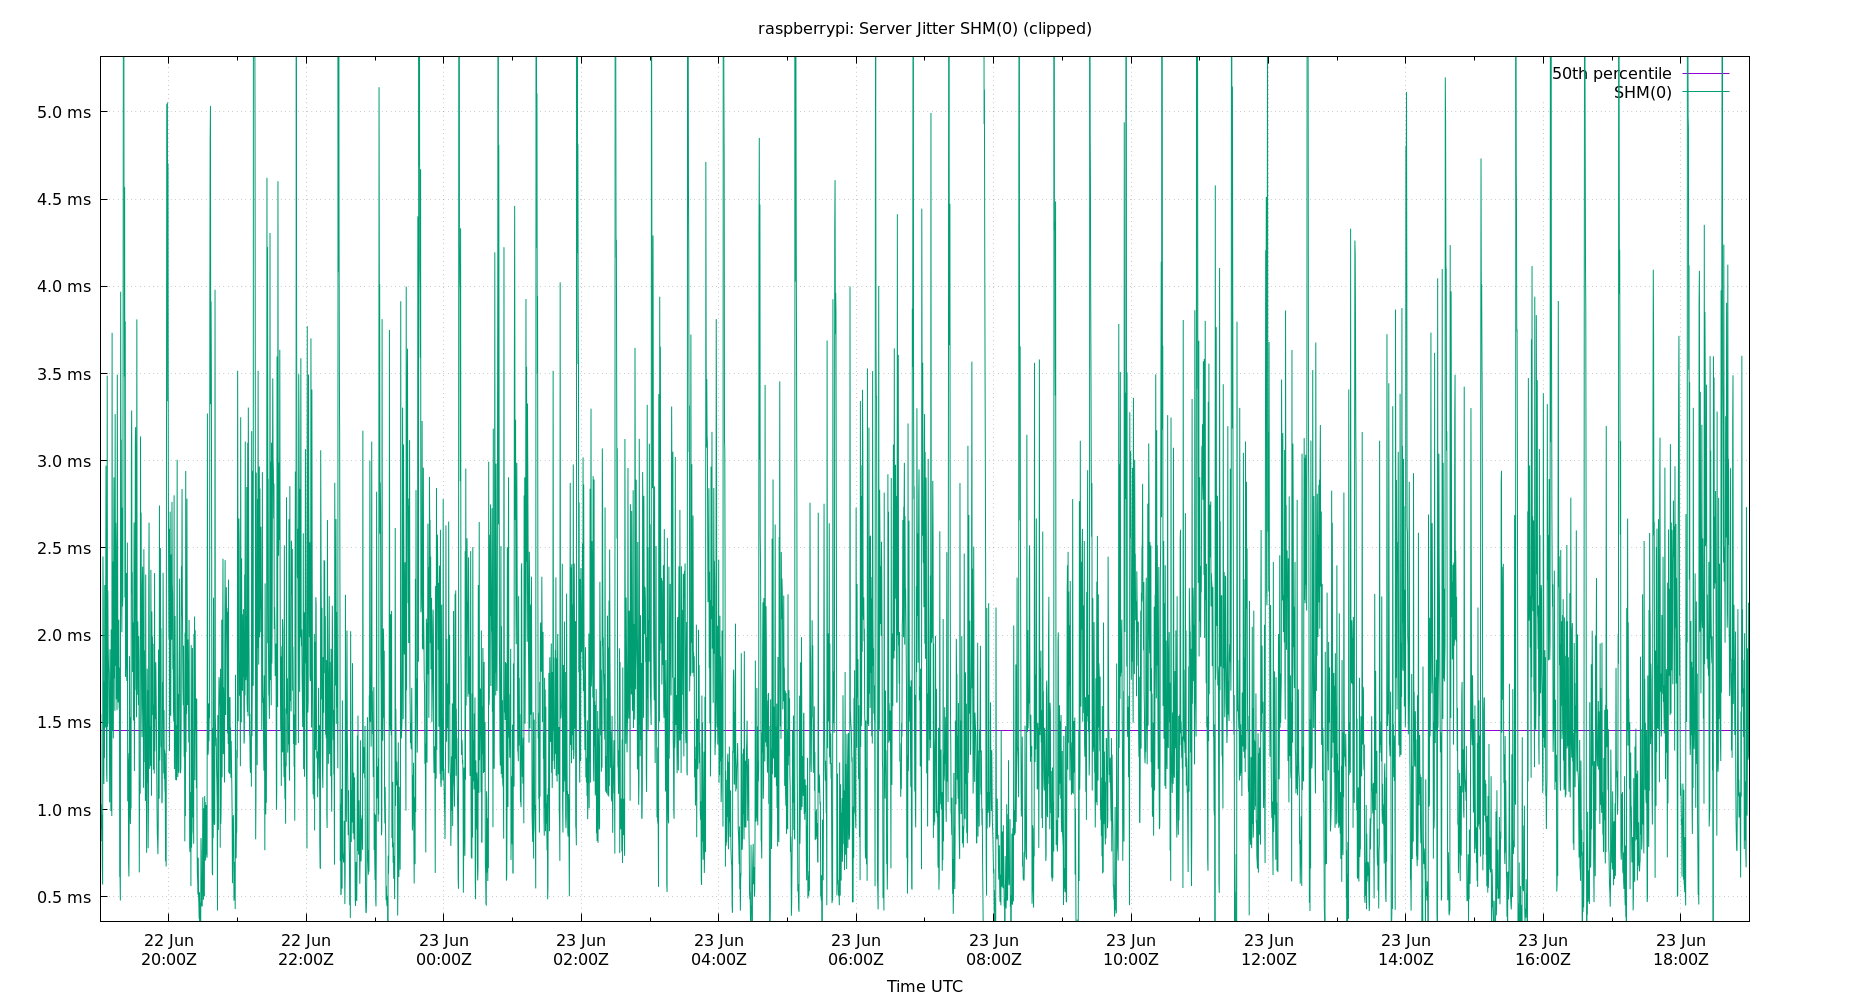 raspberrypi: Server Jitter SHM(0) (clipped)
50th percentile
SHM(0)
5.0 ms
4.5 ms
4.0 ms
3.5 ms
3.0 ms
2.5 ms
2.0 ms
1.5 ms
1.0 ms
0.5 ms
22 Jun 22 Jun 23 Jun 23 Jun 23 Jun 23 Jun 23 Jun 23 Jun 23 Jun 23 Jun 23 Jun 23 Jun
20:00Z 22:00Z 00:00Z 02:00Z 04:00Z 06:00Z 08:00Z 10:00Z 12:00Z 14:00Z 16:00Z 18:00Z
Time UTC